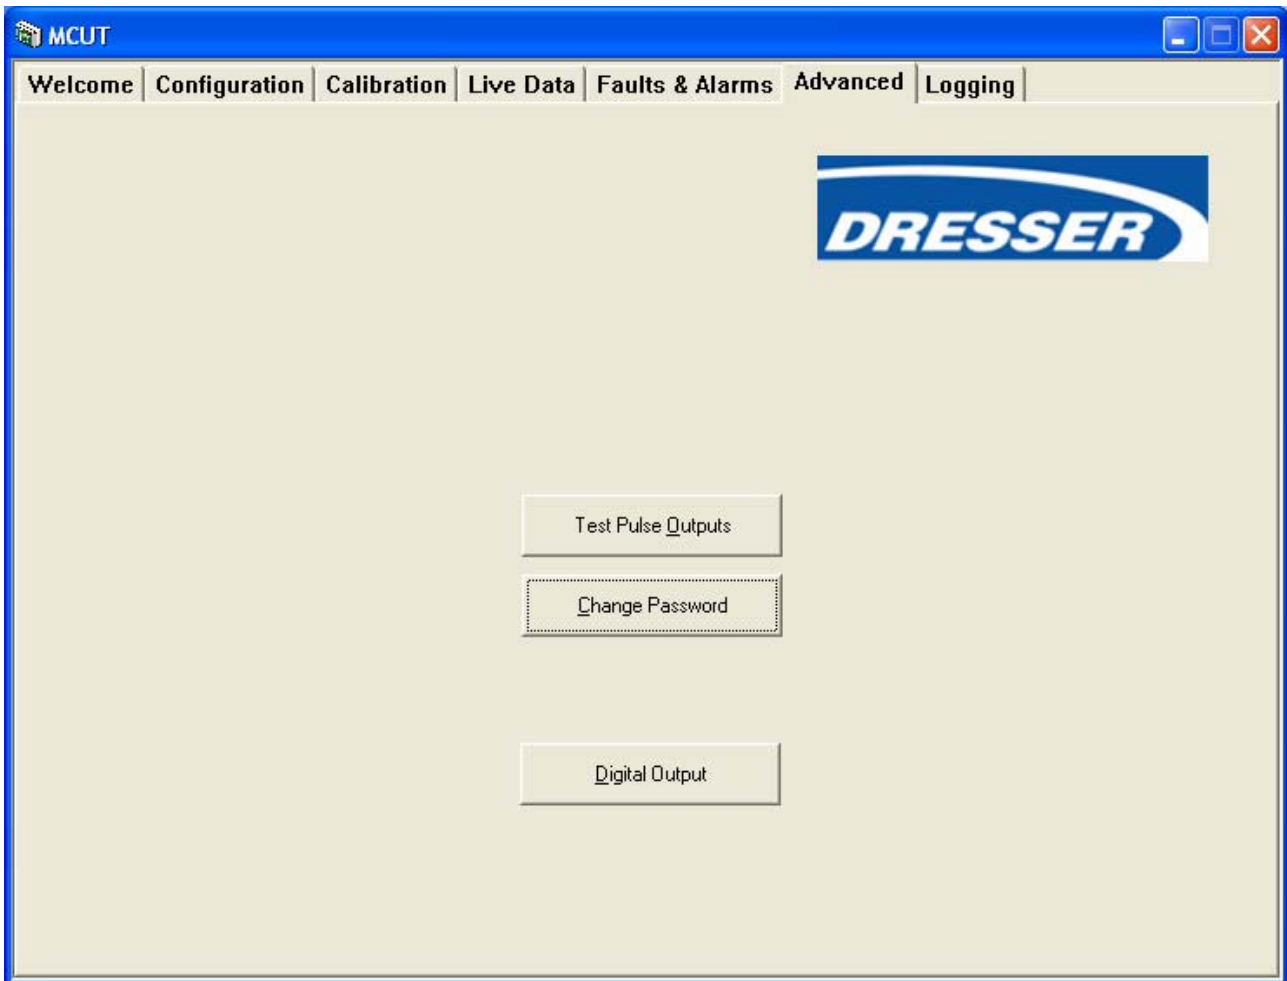 MCUT
Welcome Configuration Calibration Live Data Faults & Alarms Advanced Logging
DRESSER
Test Pulse Outputs
Change Password
Digital Output